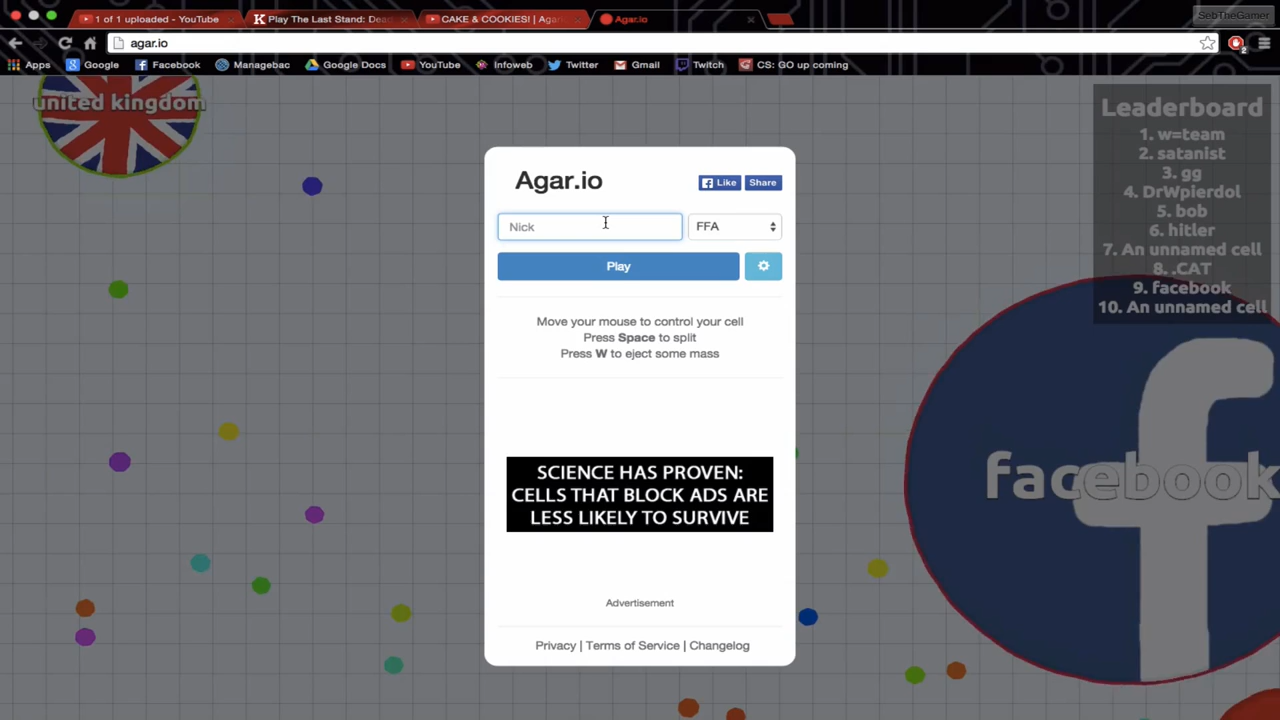 1 of 1 uploaded - YouTube
Play The Last Stand: Dea
CAKE & COOKIES! | Agar
Agar.io
SebTheGamer
agar.io
2
Apps
Google
Facebook
Managebac
Google Docs
YouTube
Infoweb
Twitter
Gmail
Twitch
CS: GO up coming
united kingdom
Agar.io
Like
Share
Nick
FFA
Play
Move your mouse to control your cell
Press Space to split
Press W to eject some mass
SCIENCE HAS PROVEN:
CELLS THAT BLOCK ADS ARE
LESS LIKELY TO SURVIVE
Advertisement
Privacy | Terms of Service | Changelog
Leaderboard
1. w=team
2. satanist
3. gg
4. DrWpierdol
5. bob
6. hitler
7. An unnamed cell
8. .CAT
9. facebook
10. An unnamed cell
facebook